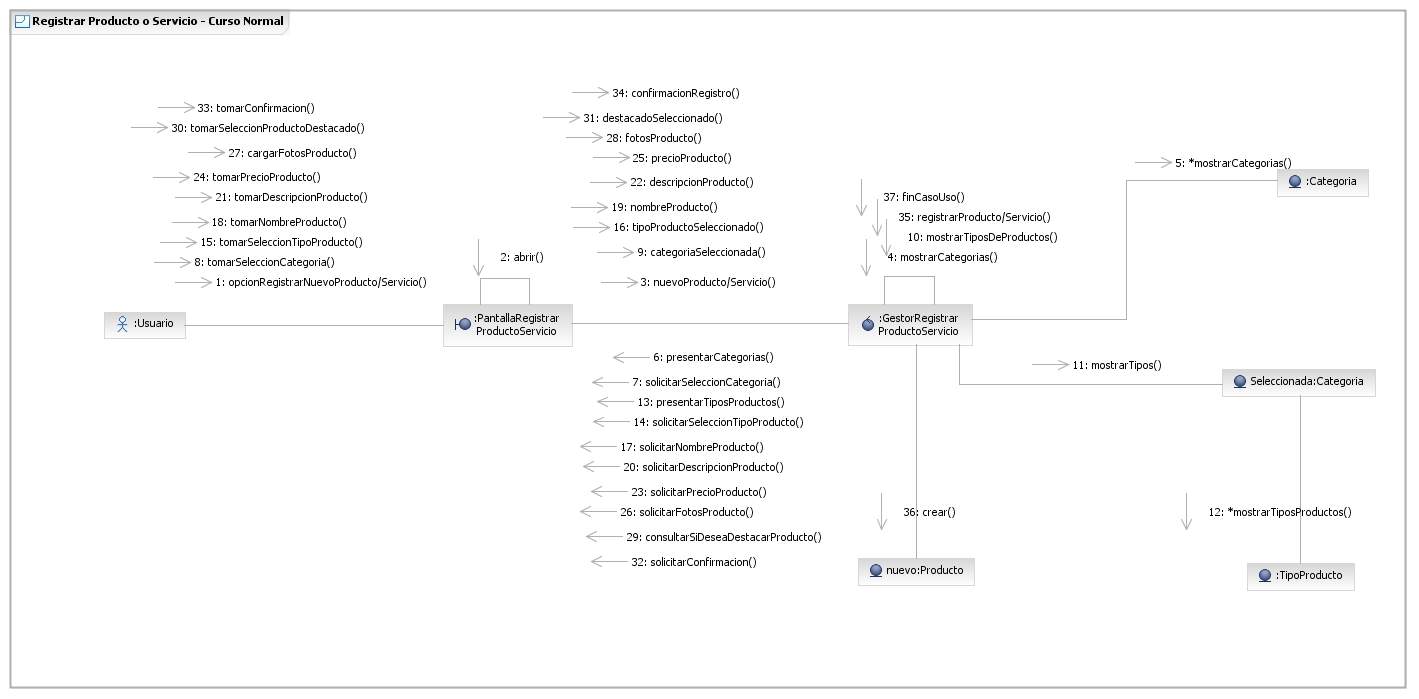 Registrar Producto o Servicio - Curso Normal
33: tomarConfirmacion()
30: tomarSeleccionProductoDestacado()
27: cargarFotosProducto()
24: tomarPrecioProducto()
21: tomarDescripcionProducto()
18: tomarNombreProducto()
15: tomarSeleccionTipoProducto()
8: tomarSeleccionCategoria()
1: opcionRegistrarNuevoProducto/Servicio()
:Usuario
2: abrir()
:PantallaRegistrar
ProductoServicio
34: confirmacionRegistro()
31: destacadoSeleccionado()
28: fotosProducto()
25: precioProducto()
22: descripcionProducto()
19: nombreProducto()
16: tipoProductoSeleccionado()
9: categoriaSeleccionada()
3: nuevoProducto/Servicio()
6: presentarCategorias()
7: solicitarSeleccionCategoria()
13: presentarTiposProductos()
14: solicitarSeleccionTipoProducto()
17: solicitarNombreProducto()
20: solicitarDescripcionProducto()
23: solicitarPrecioProducto()
26: solicitarFotosProducto()
29: consultarSiDeseaDestacarProducto()
32: solicitarConfirmacion()
37: finCasoUso()
35: registrarProducto/Servicio()
10: mostrarTiposDeProductos()
4: mostrarCategorias()
:GestorRegistrar
ProductoServicio
36: crear()
nuevo:Producto
5: *mostrarCategorias()
:Categoria
11: mostrarTipos()
Seleccionada:Categoria
12: *mostrarTiposProductos()
:TipoProducto